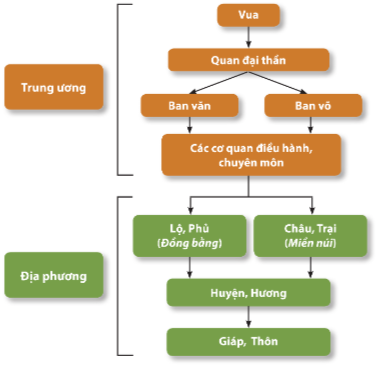 Vua
Quan đại thần
Trung ương
Ban văn
Ban võ
Các cơ quan điều hành,
chuyên môn
Lộ, Phủ
(Đồng bằng)
Châu, Trại
(Miền núi)
Địa phương
Huyện, Hương
Giáp, Thôn